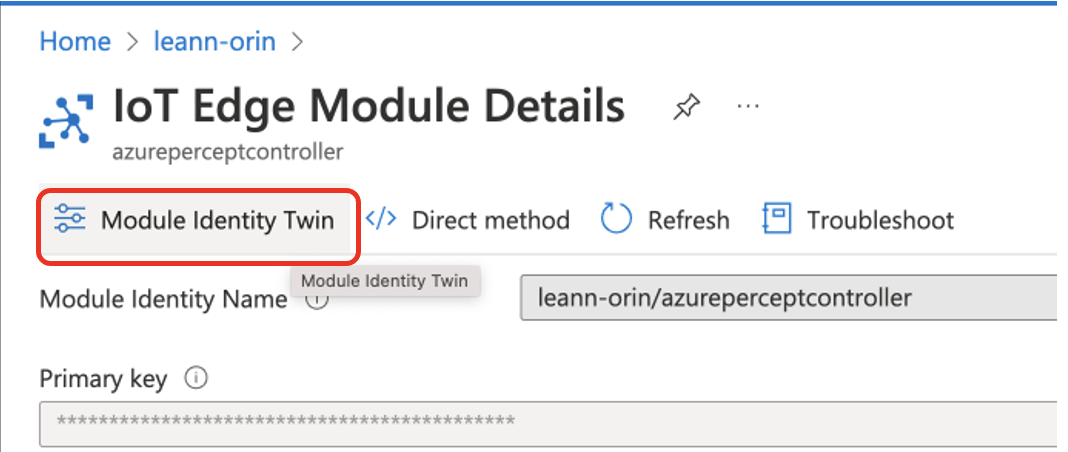 Home > leann-orin >
IoT Edge Module Details ...
azureperceptcontroller
Module Identity Twin </> Direct method Refresh Troubleshoot
Module Identity Twin
Module Identity Name leann-orin/azureperceptcontroller
Primary key
********************************************